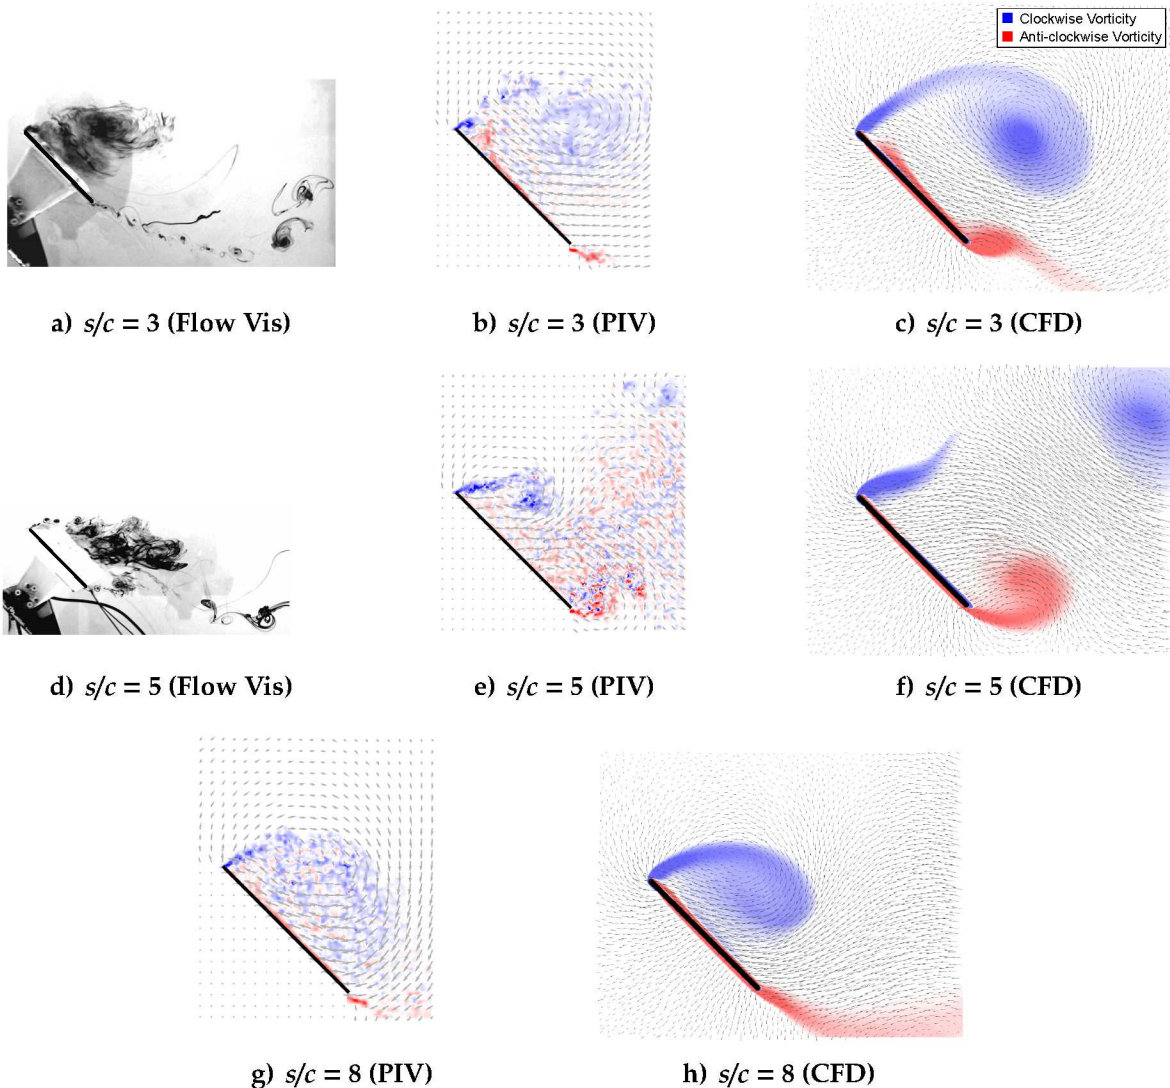 Clockwise Vorticity
Anti-clockwise Vorticity
a) s/c = 3 (Flow Vis)
b) s/c = 3 (PIV)
c) s/c = 3 (CFD)
d) s/c = 5 (Flow Vis)
e) s/c = 5 (PIV)
f) s/c = 5 (CFD)
g) s/c = 8 (PIV)
h) s/c = 8 (CFD)